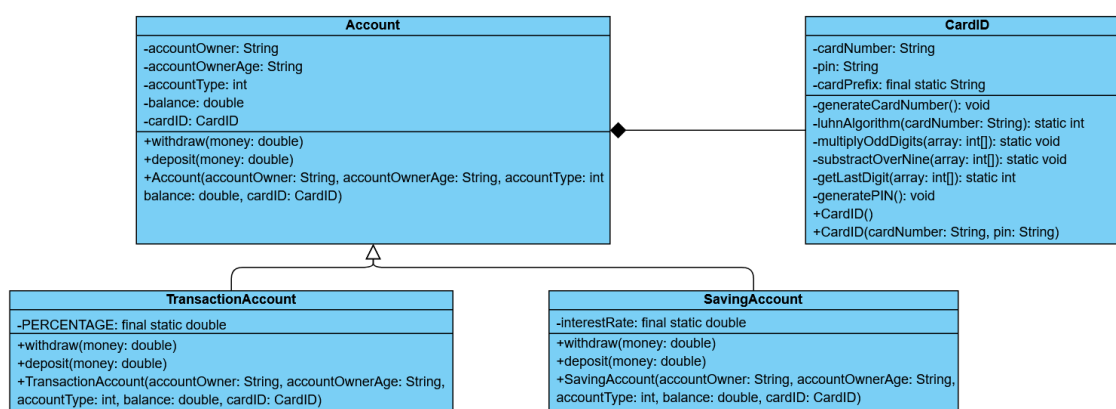 Account
-accountOwner: String
-accountOwnerAge: String
-accountType: int
-balance: double
-cardID: CardID
+withdraw(money: double)
+deposit(money: double)
+Account(accountOwner: String, accountOwnerAge: String, accountType: int
balance: double, cardID: CardID)
CardID
-cardNumber: String
-pin: String
-cardPrefix: final static String
-generateCardNumber(): void
-luhnAlgorithm(cardNumber: String): static int
-multiplyOddDigits(array: int[]): static void
-substractOverNine(array: int[]): static void
-getLastDigit(array: int[]): static int
-generatePIN(): void
+CardID()
+CardID(cardNumber: String, pin: String)
TransactionAccount
-PERCENTAGE: final static double
+withdraw(money: double)
+deposit(money: double)
+TransactionAccount(accountOwner: String, accountOwnerAge: String,
accountType: int, balance: double, cardID: CardID)
SavingAccount
-interestRate: final static double
+withdraw(money: double)
+deposit(money: double)
+SavingAccount(accountOwner: String, accountOwnerAge: String,
accountType: int, balance: double, cardID: CardID)